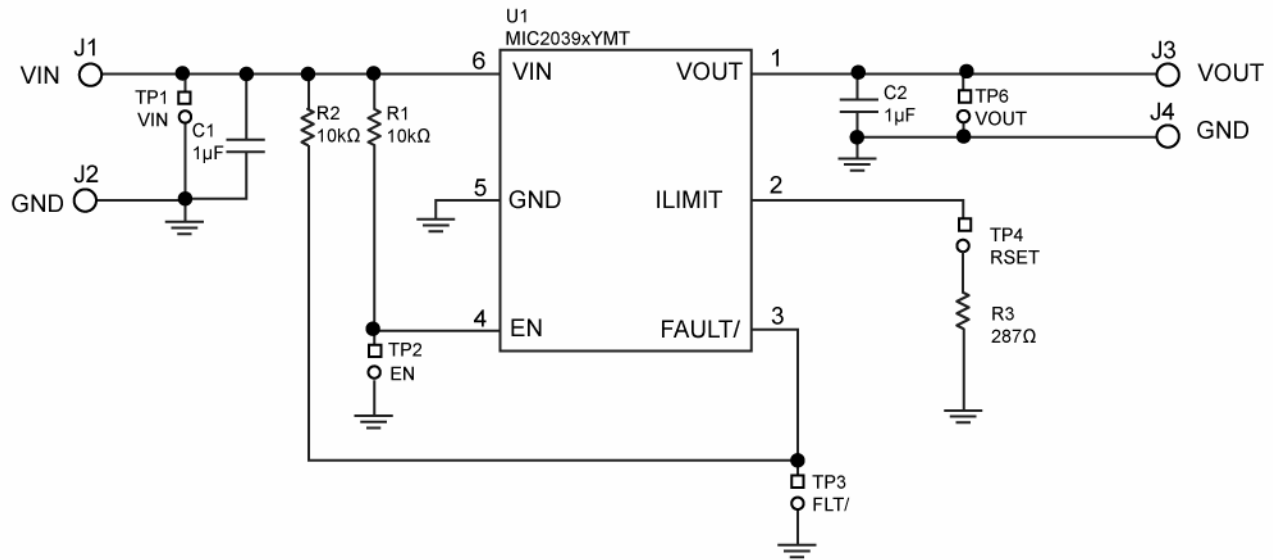 U1
MIC2039xYMT
J1
VIN
6
VIN
VOUT
1
J3
VOUT
TP1
VIN
C1
1µF
R2
10kΩ
R1
10kΩ
C2
1µF
TP6
VOUT
J4
GND
J2
GND
5
GND
ILIMIT
2
TP4
RSET
R3
287Ω
4
EN
FAULT/
3
TP2
EN
TP3
FLT/